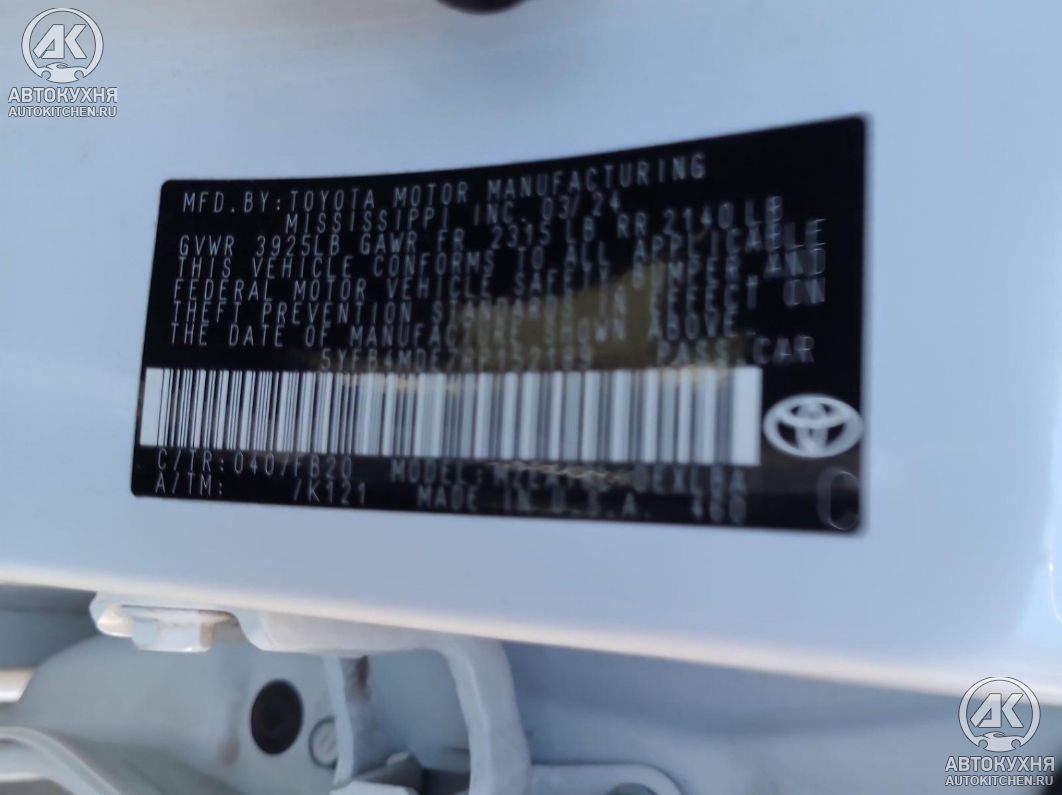 АВТОКУХНЯ
AUTOKITCHEN.RU
MFD.BY:TOYOTA MOTOR MANUFACTURING
MISSISSIPPI INC. 03/24
GVWR 3925LB GAWR FR 2315 LB RR 2140 LB
THIS VEHICLE CONFORMS TO ALL APPLICABLE
FEDERAL MOTOR VEHICLE SAFETY BUMPER AND
THEFT PREVENTION STANDARDS IN EFFECT ON
THE DATE OF MANUFACTURE SHOWN ABOVE.
PASS.CAR
C/TR:0407FB20 MODEL:
A/TM: /K121 MADE IN U.S.A. 460
C
АВТОКУХНЯ
AUTOKITCHEN.RU